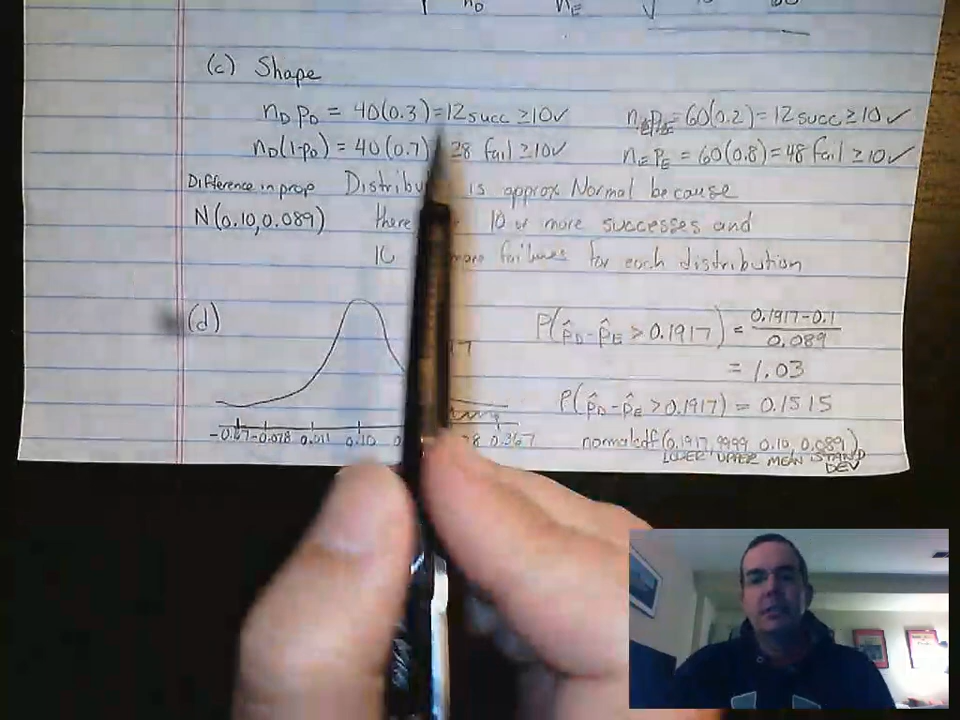 n_D n_E √
(c) Shape
n_D p_D = 40(0.3)=12 succ ≥10✓
n_D(1-p_D) = 40(0.7) 28 fail ≥10✓
n_E p_E = 60(0.2) = 12 succ ≥10✓
n_E p_E = 60(0.8) = 48 fail ≥10✓
Difference in prop
N(0.10, 0.089)
is approx Normal because
10 or more successes and
failures for each distribution
(d)
-0.078 0.011 0.10 0.367
P(p̂_D - p̂_E > 0.1917) = 0.1917-0.1
0.089
= 1.03
P(p̂_D - p̂_E > 0.1917) = 0.1515
normalcdf(0.1917, 9999, 0.10, 0.089)
LOWER, UPPER MEAN STAND
DEV